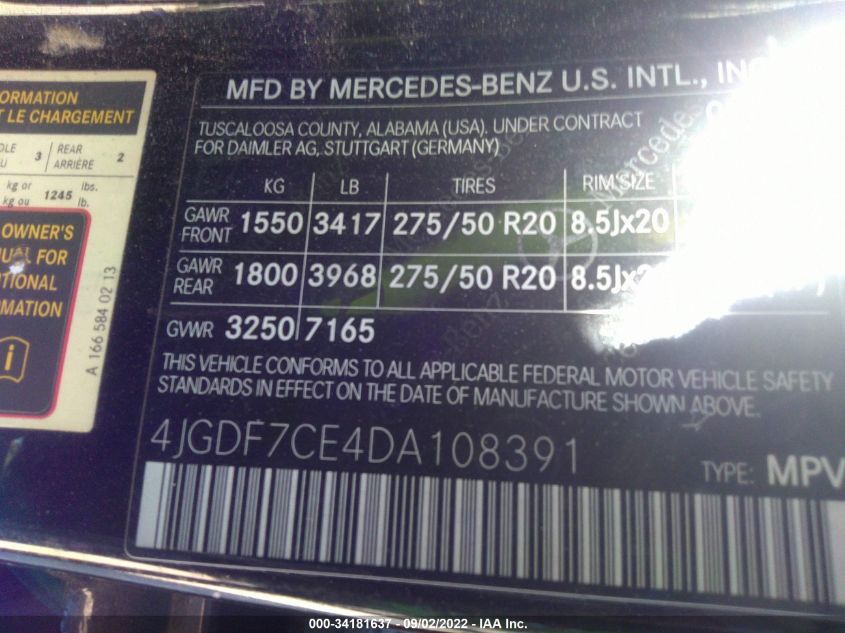 ORMATION
T LE CHARGEMENT
3 REAR
ARRIÈRE 2
kg or
kg ou 1245 lbs.
lb.
OWNER'S
FOR
MATION
i
A 166 584 02 13
MFD BY MERCEDES-BENZ U.S. INTL., IN
TUSCALOOSA COUNTY, ALABAMA (USA). UNDER CONTRACT
FOR DAIMLER AG, STUTTGART (GERMANY)
KG LB TIRES RIM SIZE
GAWR FRONT 1550 3417 275/50 R20 8.5Jx20
GAWR REAR 1800 3968 275/50 R20 8.5Jx2
GVWR 3250 7165
THIS VEHICLE CONFORMS TO ALL APPLICABLE FEDERAL MOTOR VEHICLE SAFETY
STANDARDS IN EFFECT ON THE DATE OF MANUFACTURE SHOWN ABOVE.
4JGDF7CE4DA108391
TYPE: MPV
000-34181637 - 09/02/2022 - IAA Inc.